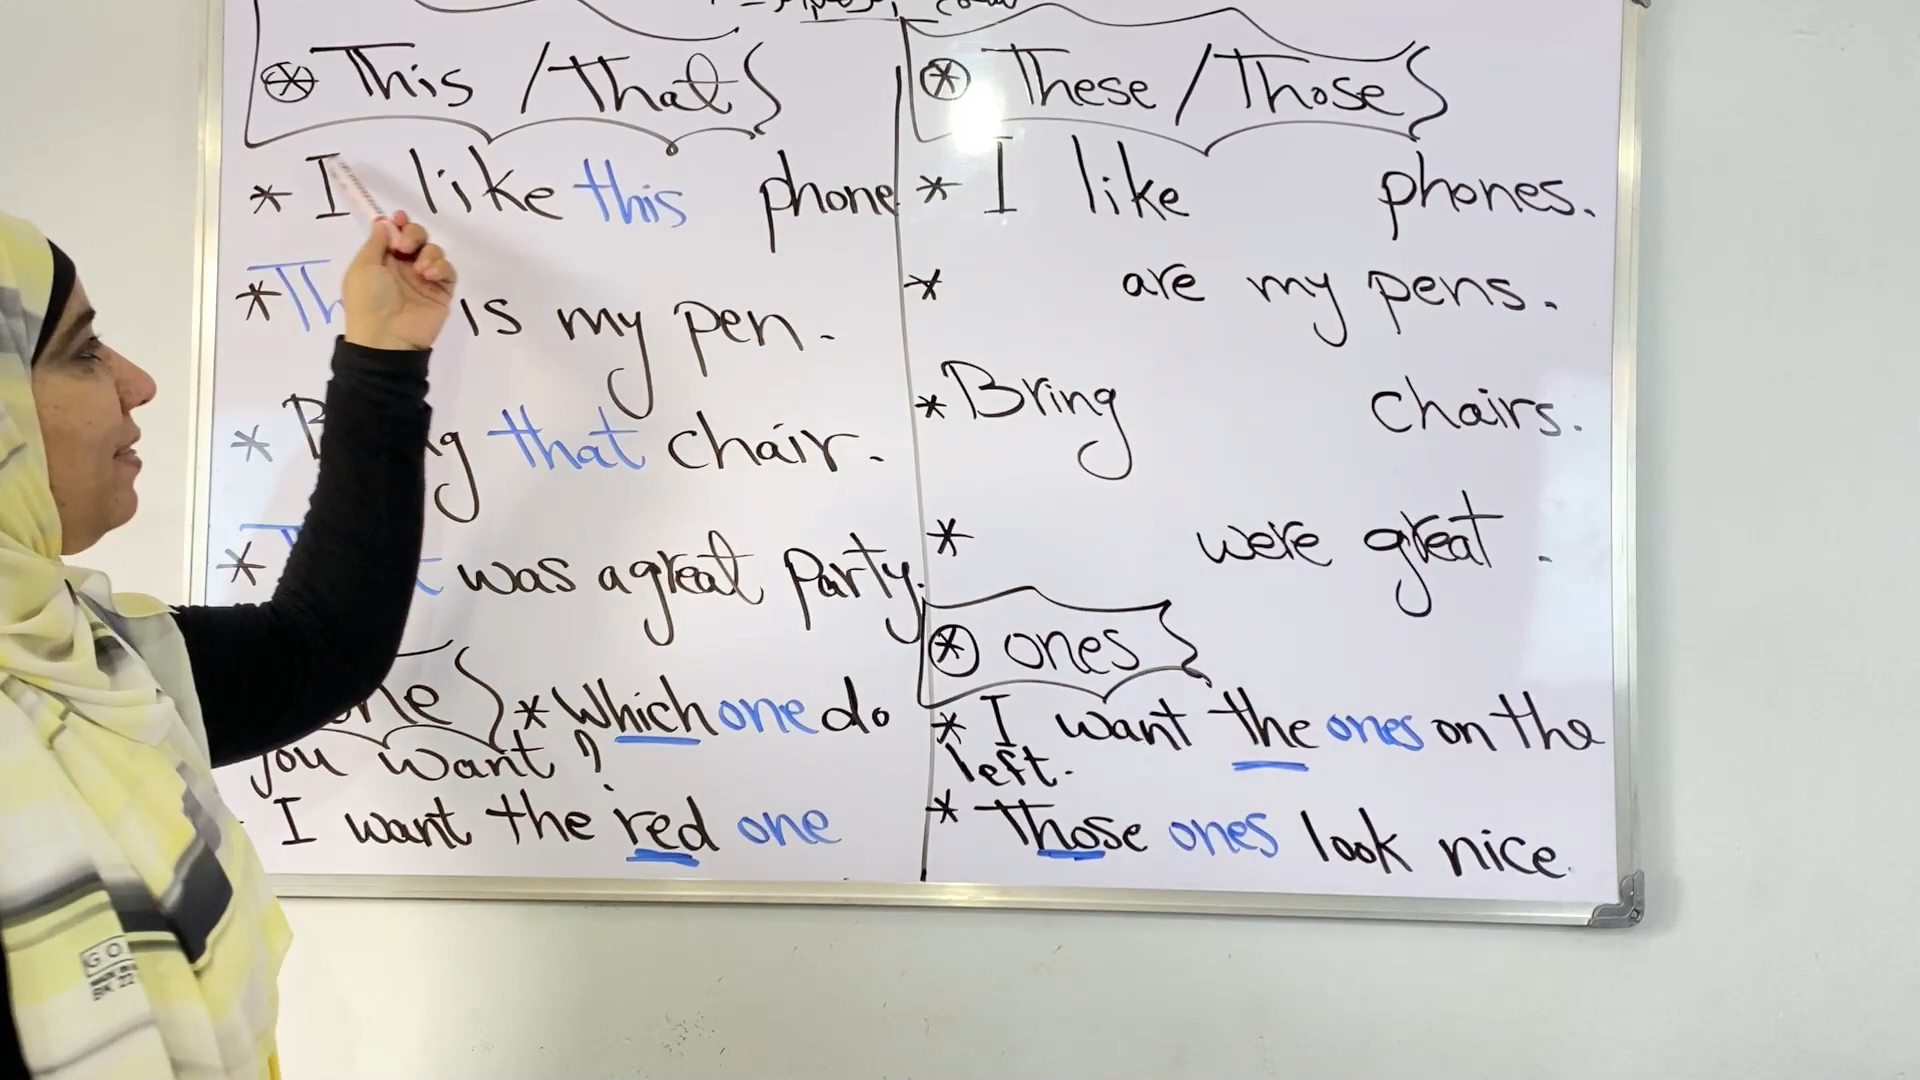 This / That
* I like this phone
* is my pen.
* that chair.
* was a great party.
* Which one do
you want?
I want the red one
These / Those
* I like phones.
* are my pens.
* Bring chairs.
* were great.
ones
* I want the ones on the
left.
* Those ones look nice.
GO